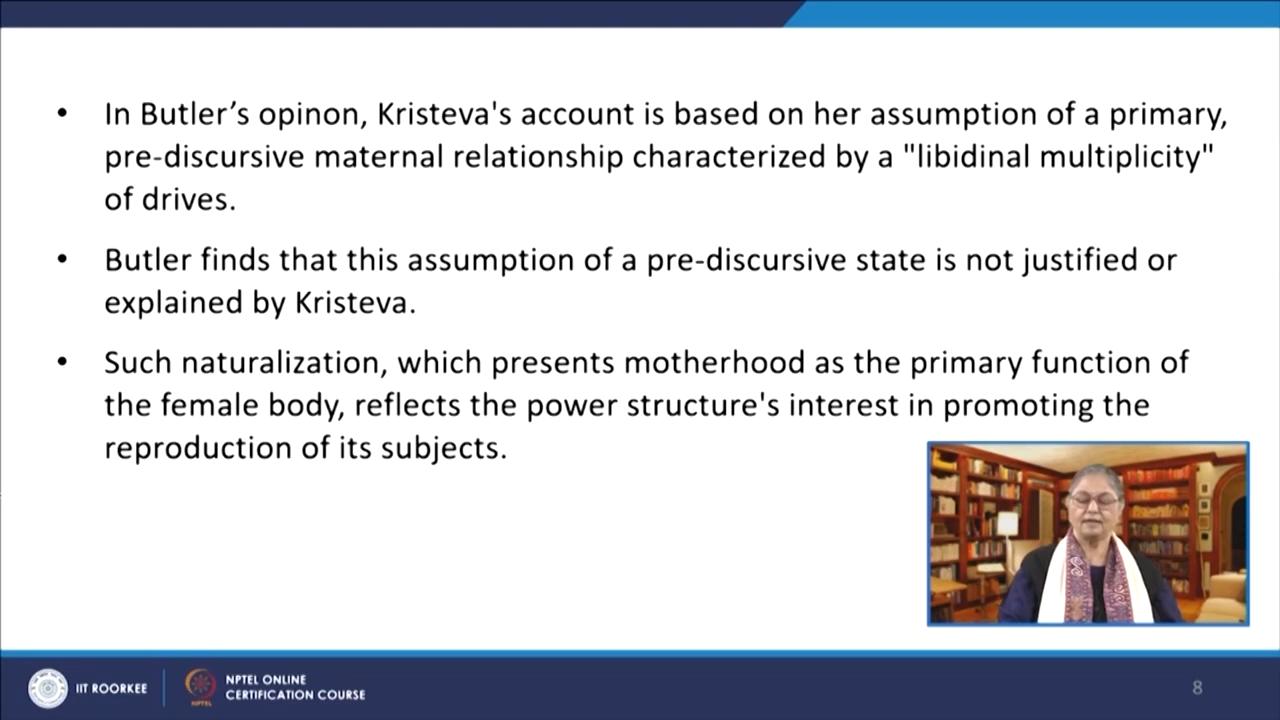 • In Butler’s opinon, Kristeva's account is based on her assumption of a primary,
pre-discursive maternal relationship characterized by a "libidinal multiplicity"
of drives.
• Butler finds that this assumption of a pre-discursive state is not justified or
explained by Kristeva.
• Such naturalization, which presents motherhood as the primary function of
the female body, reflects the power structure's interest in promoting the
reproduction of its subjects.
IIT ROORKEE
NPTEL
NPTEL ONLINE
CERTIFICATION COURSE
8